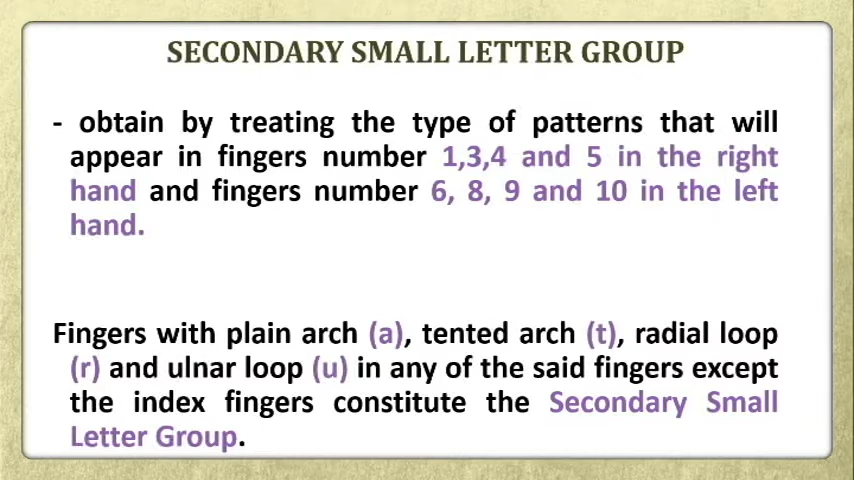 SECONDARY SMALL LETTER GROUP
- obtain by treating the type of patterns that will
appear in fingers number 1,3,4 and 5 in the right
hand and fingers number 6, 8, 9 and 10 in the left
hand.
Fingers with plain arch (a), tented arch (t), radial loop
(r) and ulnar loop (u) in any of the said fingers except
the index fingers constitute the Secondary Small
Letter Group.